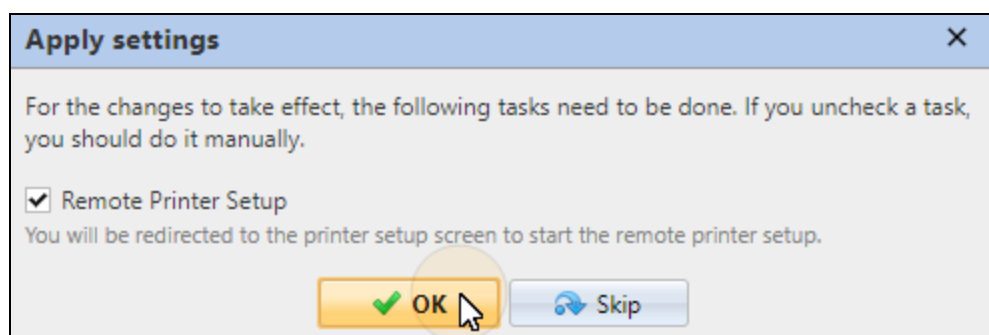 Apply settings
For the changes to take effect, the following tasks need to be done. If you uncheck a task,
you should do it manually.
Remote Printer Setup
You will be redirected to the printer setup screen to start the remote printer setup.
OK Skip